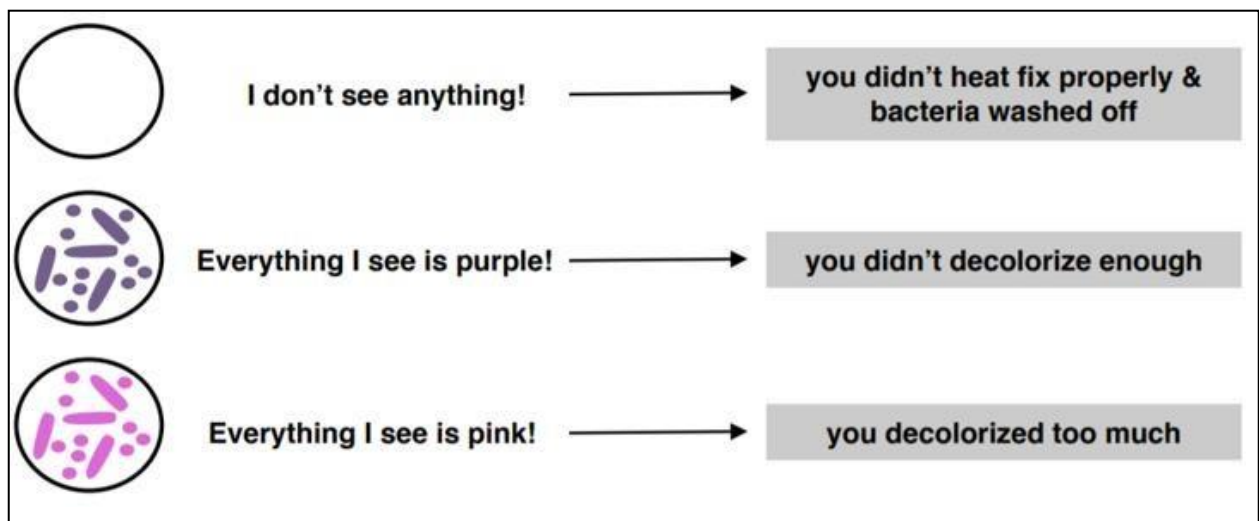 I don't see anything!
you didn't heat fix properly &
bacteria washed off
Everything I see is purple!
you didn't decolorize enough
Everything I see is pink!
you decolorized too much